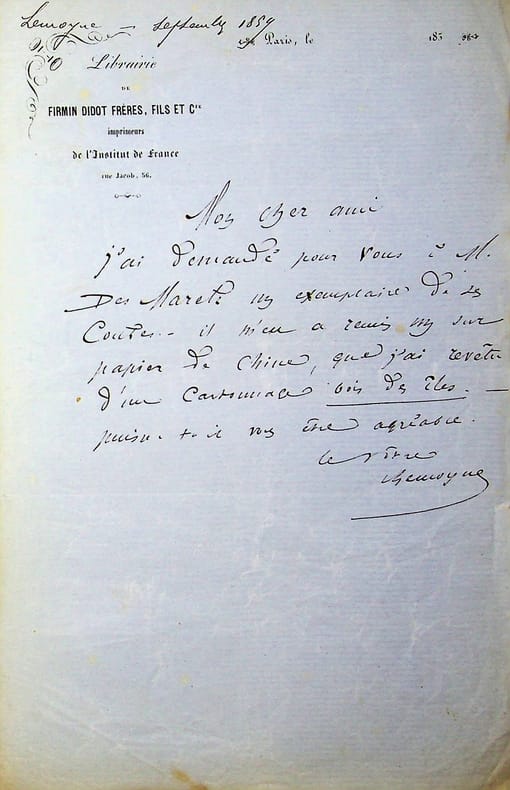 Lemoyne — septembre 1859
Paris, le 185
Librairie
DE
FIRMIN DIDOT FRÈRES, FILS ET Cie
imprimeurs
de l'Institut de France
rue Jacob, 56.
Mon cher ami
j'ai demandé pour vous à M.
Des Maretz un exemplaire de ses
Contes — il m'en a remis un sur
papier de Chine, que j'ai revêtu
d'un cartonnage bois des îles. —
puisse-t-il vous être agréable.
le vôtre
Lemoyne